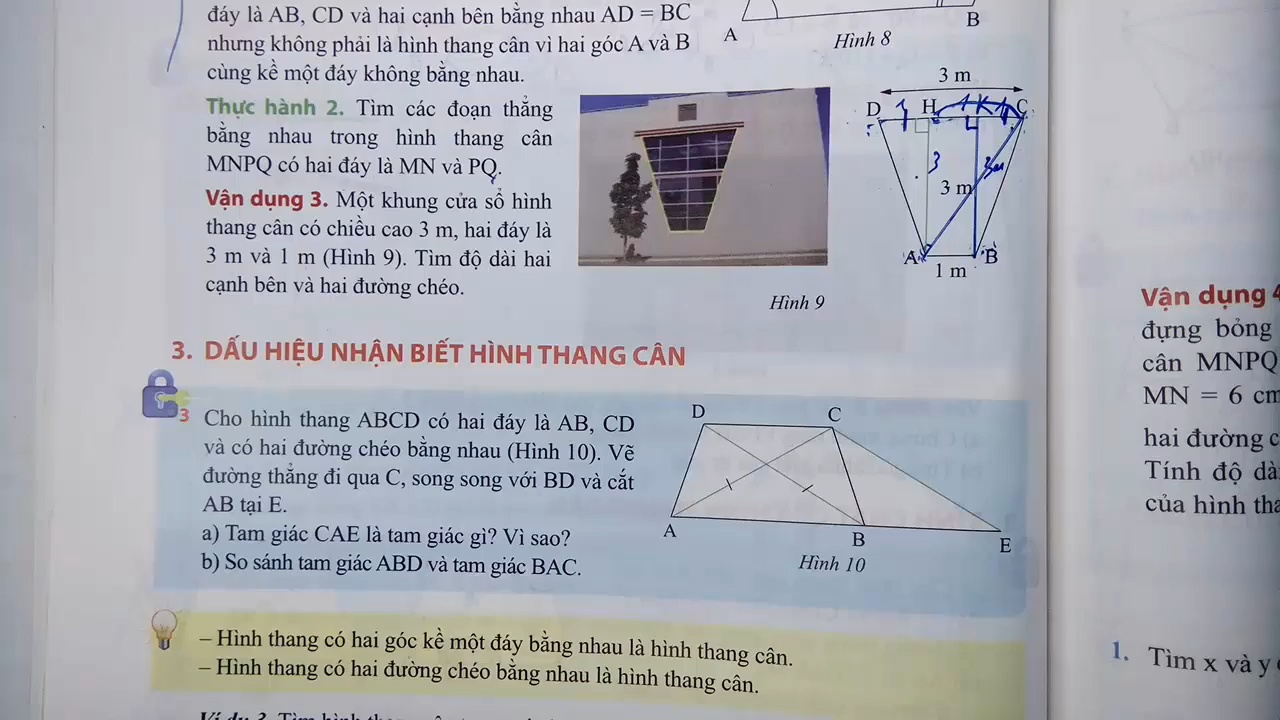 đáy là AB, CD và hai cạnh bên bằng nhau AD = BC
nhưng không phải là hình thang cân vì hai góc A và B
cùng kề một đáy không bằng nhau.
A
B
Hình 8
Thực hành 2. Tìm các đoạn thẳng
bằng nhau trong hình thang cân
MNPQ có hai đáy là MN và PQ.
Vận dụng 3. Một khung cửa sổ hình
thang cân có chiều cao 3 m, hai đáy là
3 m và 1 m (Hình 9). Tìm độ dài hai
cạnh bên và hai đường chéo.
3 m
D
1
H
1
K
1
C
3
3 m
3m
A
B
1 m
Hình 9
3. DẤU HIỆU NHẬN BIẾT HÌNH THANG CÂN
3 Cho hình thang ABCD có hai đáy là AB, CD
và có hai đường chéo bằng nhau (Hình 10). Vẽ
đường thẳng đi qua C, song song với BD và cắt
AB tại E.
a) Tam giác CAE là tam giác gì? Vì sao?
b) So sánh tam giác ABD và tam giác BAC.
D
C
A
B
E
Hình 10
– Hình thang có hai góc kề một đáy bằng nhau là hình thang cân.
– Hình thang có hai đường chéo bằng nhau là hình thang cân.
Vận dụng 4
đựng bỏng
cân MNPQ
MN = 6 cm
hai đường c
Tính độ dà
của hình tha
1. Tìm x và y